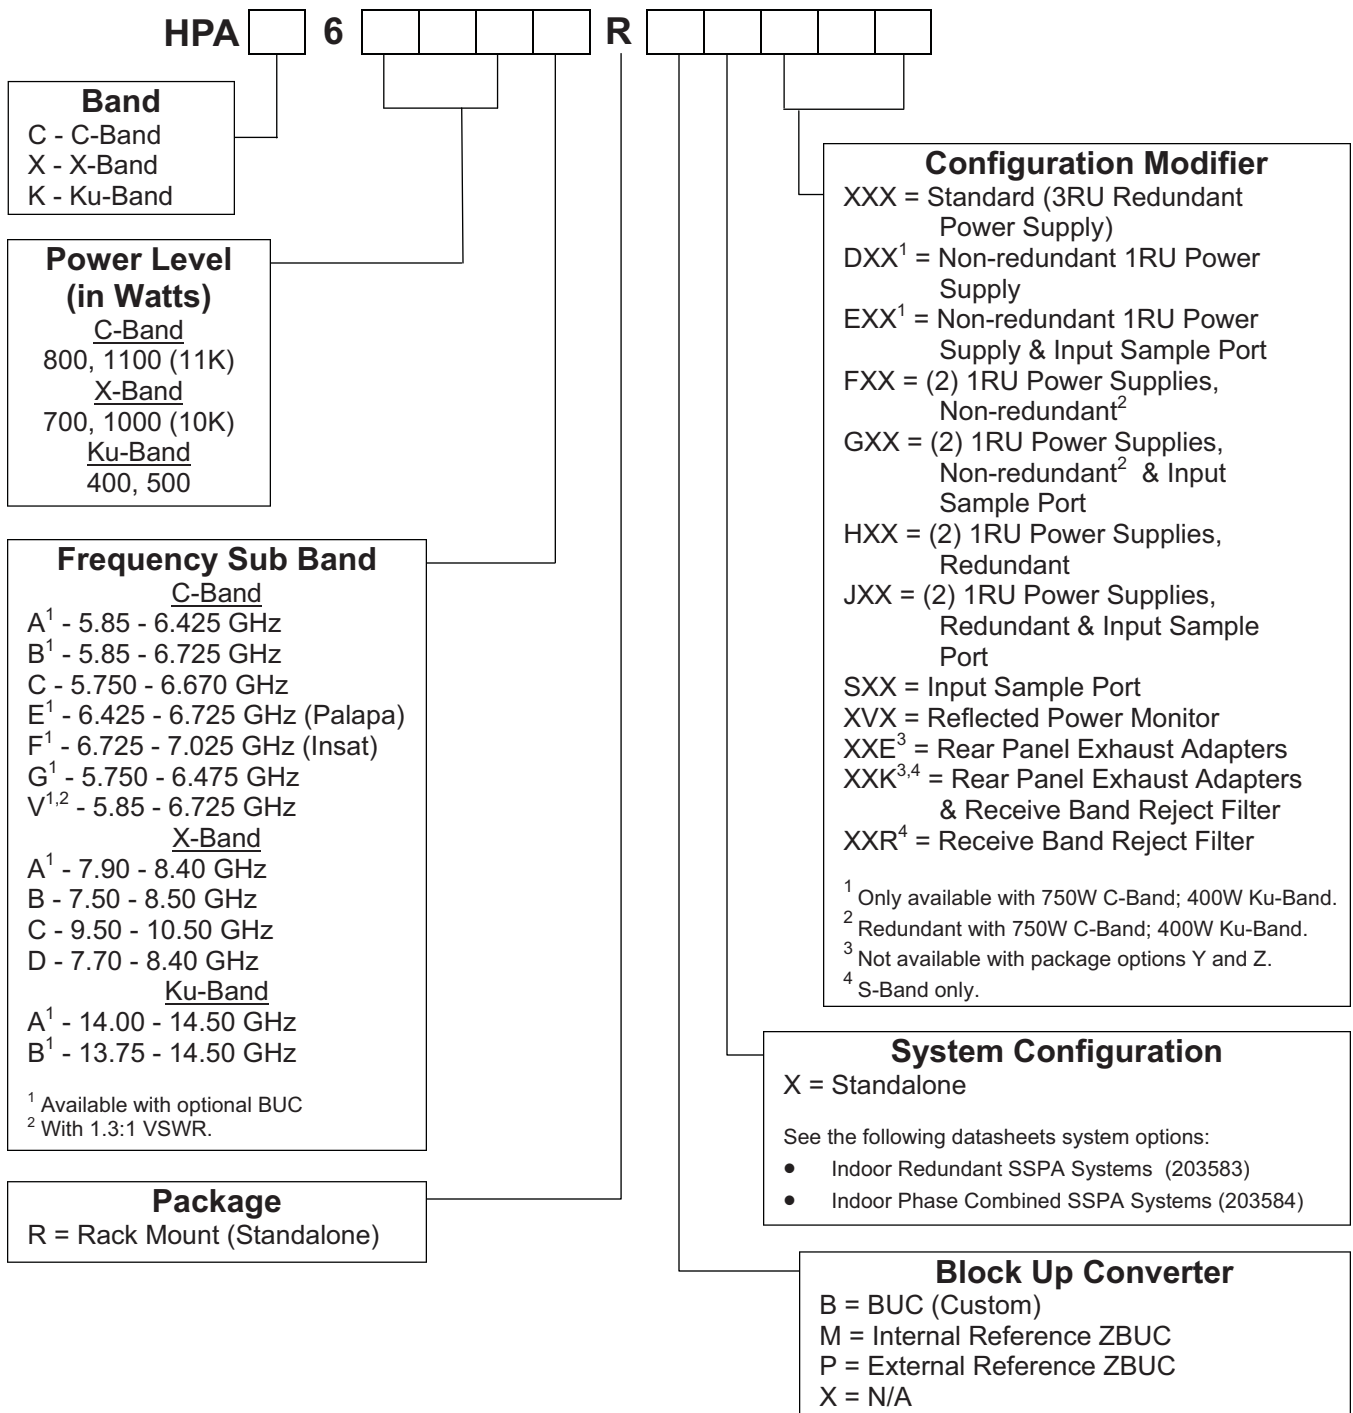 HPA 6 R
Band
C - C-Band
X - X-Band
K - Ku-Band
Power Level
(in Watts)
C-Band
800, 1100 (11K)
X-Band
700, 1000 (10K)
Ku-Band
400, 500
Frequency Sub Band
C-Band
A1 - 5.85 - 6.425 GHz
B1 - 5.85 - 6.725 GHz
C - 5.750 - 6.670 GHz
E1 - 6.425 - 6.725 GHz (Palapa)
F1 - 6.725 - 7.025 GHz (Insat)
G1 - 5.750 - 6.475 GHz
V1,2 - 5.85 - 6.725 GHz
X-Band
A1 - 7.90 - 8.40 GHz
B - 7.50 - 8.50 GHz
C - 9.50 - 10.50 GHz
D - 7.70 - 8.40 GHz
Ku-Band
A1 - 14.00 - 14.50 GHz
B1 - 13.75 - 14.50 GHz
1 Available with optional BUC
2 With 1.3:1 VSWR.
Package
R = Rack Mount (Standalone)
Configuration Modifier
XXX = Standard (3RU Redundant
Power Supply)
DXX1 = Non-redundant 1RU Power
Supply
EXX1 = Non-redundant 1RU Power
Supply & Input Sample Port
FXX = (2) 1RU Power Supplies,
Non-redundant2
GXX = (2) 1RU Power Supplies,
Non-redundant2 & Input
Sample Port
HXX = (2) 1RU Power Supplies,
Redundant
JXX = (2) 1RU Power Supplies,
Redundant & Input Sample
Port
SXX = Input Sample Port
XVX = Reflected Power Monitor
XXE3 = Rear Panel Exhaust Adapters
XXK3,4 = Rear Panel Exhaust Adapters
& Receive Band Reject Filter
XXR4 = Receive Band Reject Filter
1 Only available with 750W C-Band; 400W Ku-Band.
2 Redundant with 750W C-Band; 400W Ku-Band.
3 Not available with package options Y and Z.
4 S-Band only.
System Configuration
X = Standalone
See the following datasheets system options:
• Indoor Redundant SSPA Systems (203583)
• Indoor Phase Combined SSPA Systems (203584)
Block Up Converter
B = BUC (Custom)
M = Internal Reference ZBUC
P = External Reference ZBUC
X = N/A